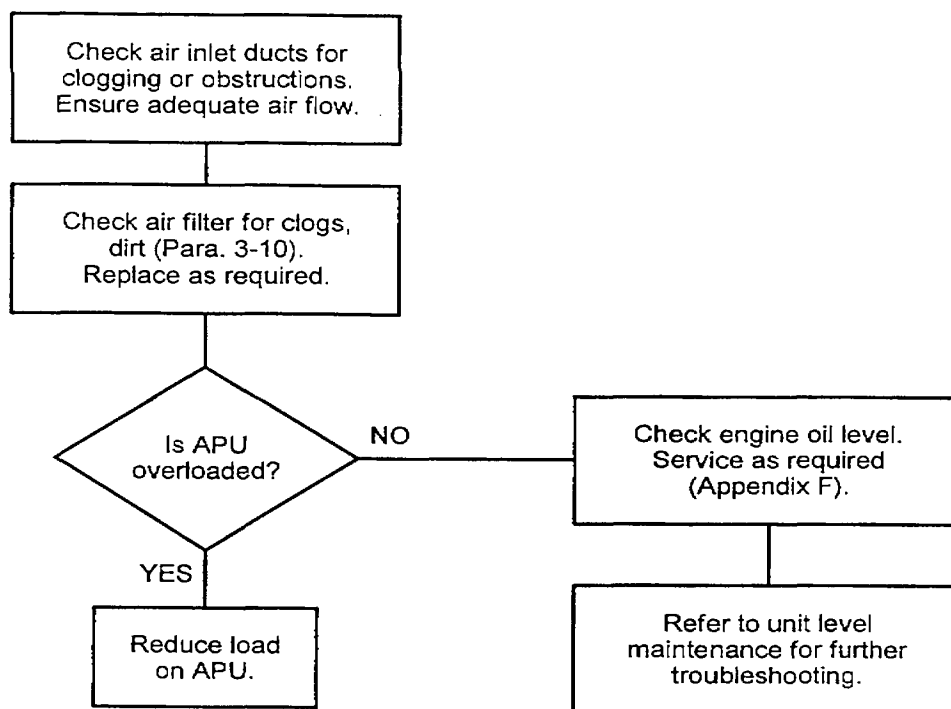 Check air inlet ducts for
clogging or obstructions.
Ensure adequate air flow.
Check air filter for clogs,
dirt (Para. 3-10).
Replace as required.
Is APU
overloaded?
NO
Check engine oil level.
Service as required
(Appendix F).
YES
Reduce load
on APU.
Refer to unit level
maintenance for further
troubleshooting.